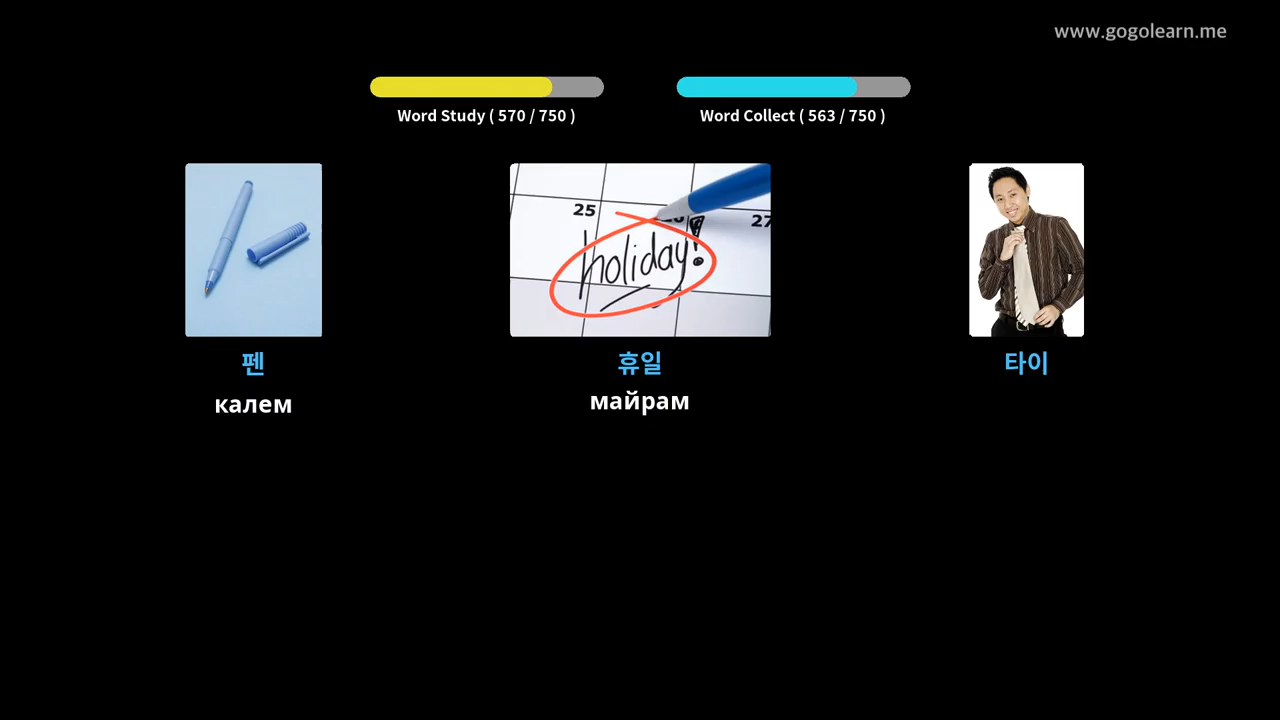 www.gogolearn.me
Word Study ( 570 / 750 )
Word Collect ( 563 / 750 )
25
27
holiday!
펜
휴일
타이
калем
майрам